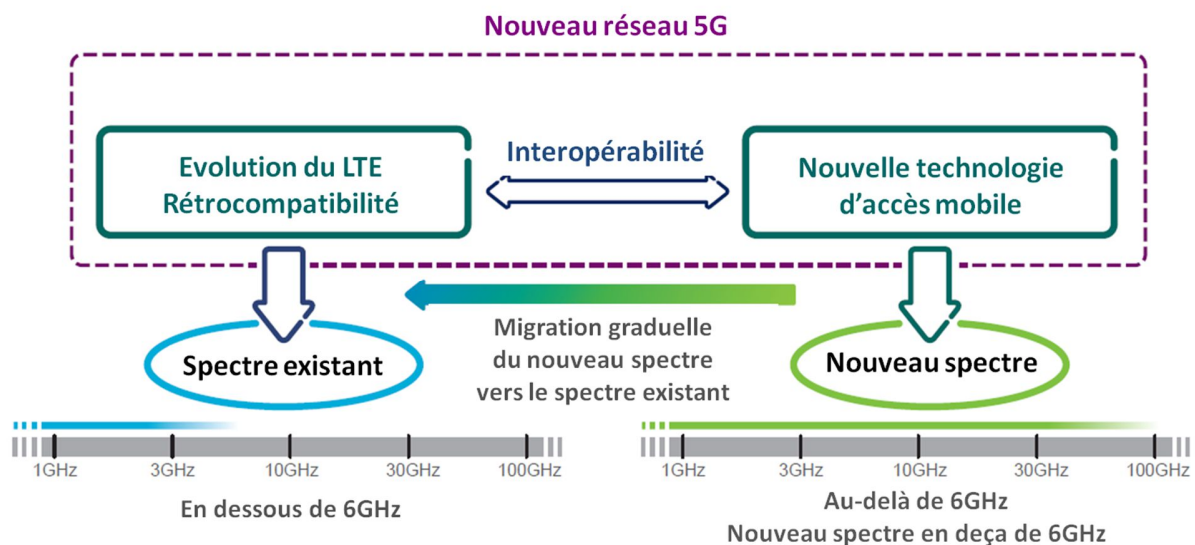 Nouveau réseau 5G
Evolution du LTE
Rétrocompatibilité
Interopérabilité
Nouvelle technologie
d'accès mobile
Migration graduelle
du nouveau spectre
vers le spectre existant
Spectre existant
Nouveau spectre
1GHz 3GHz 10GHz 30GHz 100GHz
En dessous de 6GHz
1GHz 3GHz 10GHz 30GHz 100GHz
Au-delà de 6GHz
Nouveau spectre en deça de 6GHz